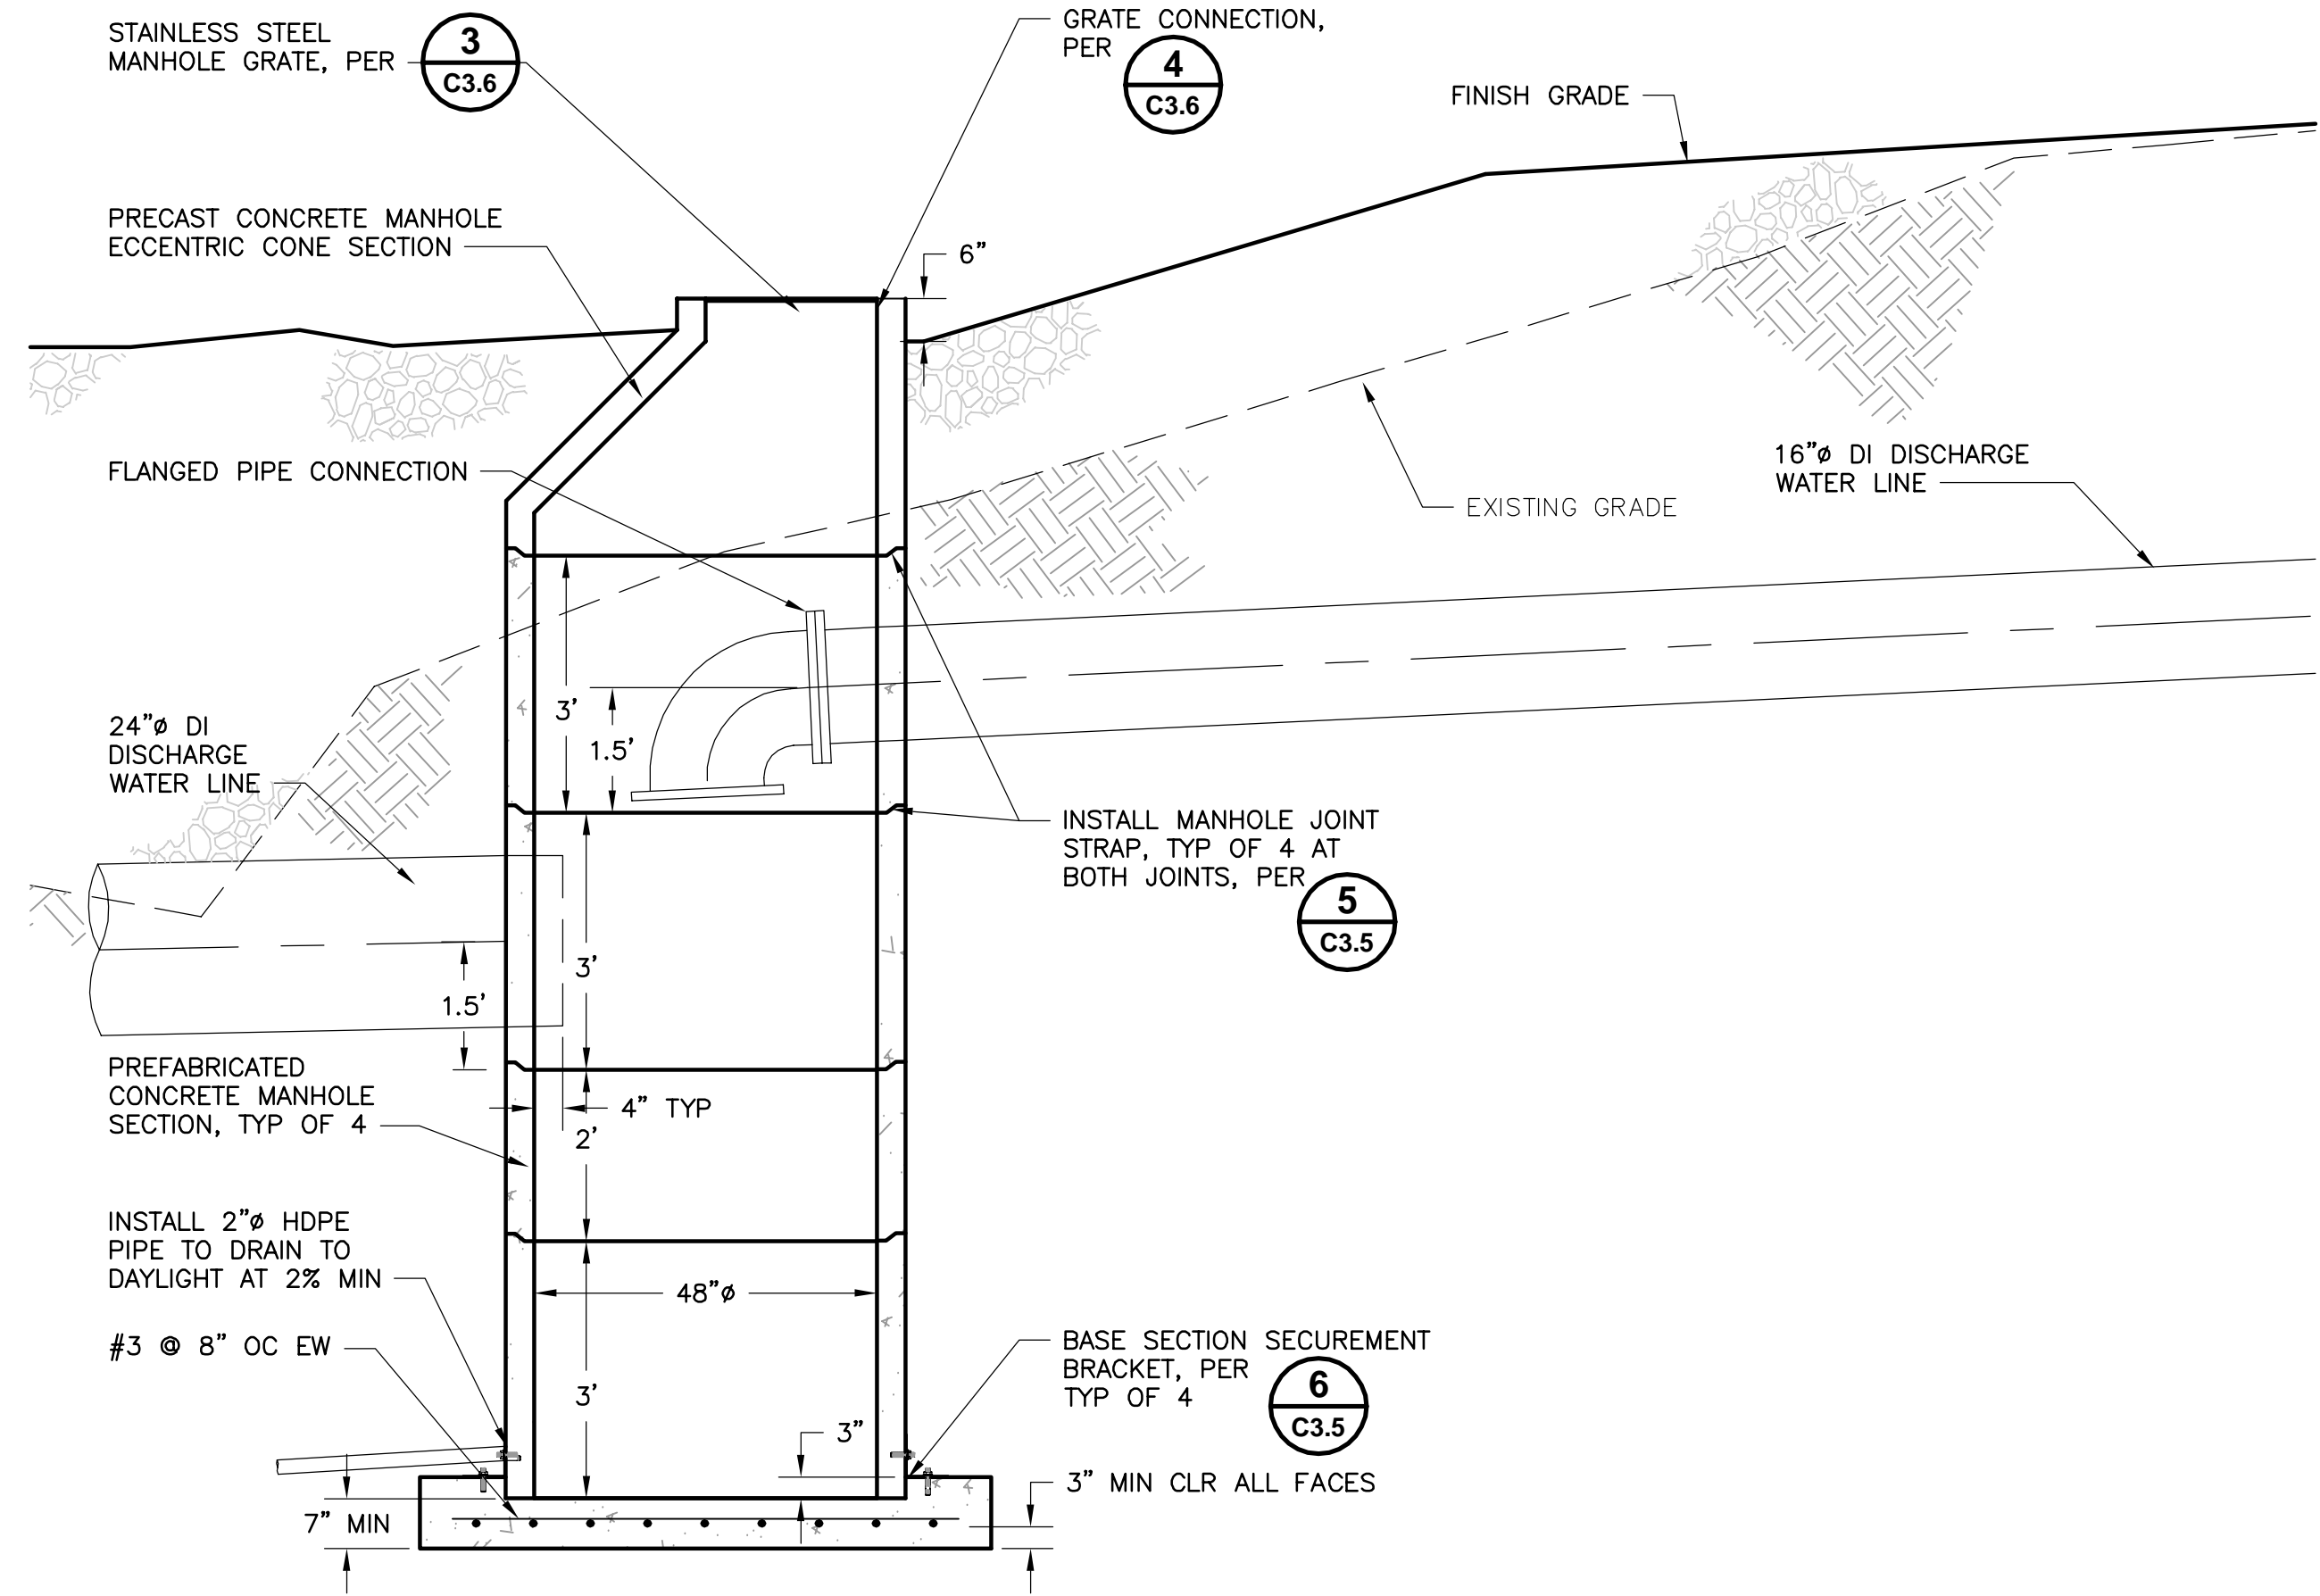 STAINLESS STEEL
MANHOLE GRATE, PER
3
C3.6
GRATE CONNECTION,
PER
4
C3.6
FINISH GRADE
PRECAST CONCRETE MANHOLE
ECCENTRIC CONE SECTION
6"
FLANGED PIPE CONNECTION
16"ø DI DISCHARGE
WATER LINE
EXISTING GRADE
24"ø DI
DISCHARGE
WATER LINE
3'
1.5'
INSTALL MANHOLE JOINT
STRAP, TYP OF 4 AT
BOTH JOINTS, PER
5
C3.5
3'
1.5'
PREFABRICATED
CONCRETE MANHOLE
SECTION, TYP OF 4
4" TYP
2'
INSTALL 2"ø HDPE
PIPE TO DRAIN TO
DAYLIGHT AT 2% MIN
48"ø
#3 @ 8" OC EW
BASE SECTION SECUREMENT
BRACKET, PER
TYP OF 4
6
C3.5
3'
3"
3" MIN CLR ALL FACES
7" MIN